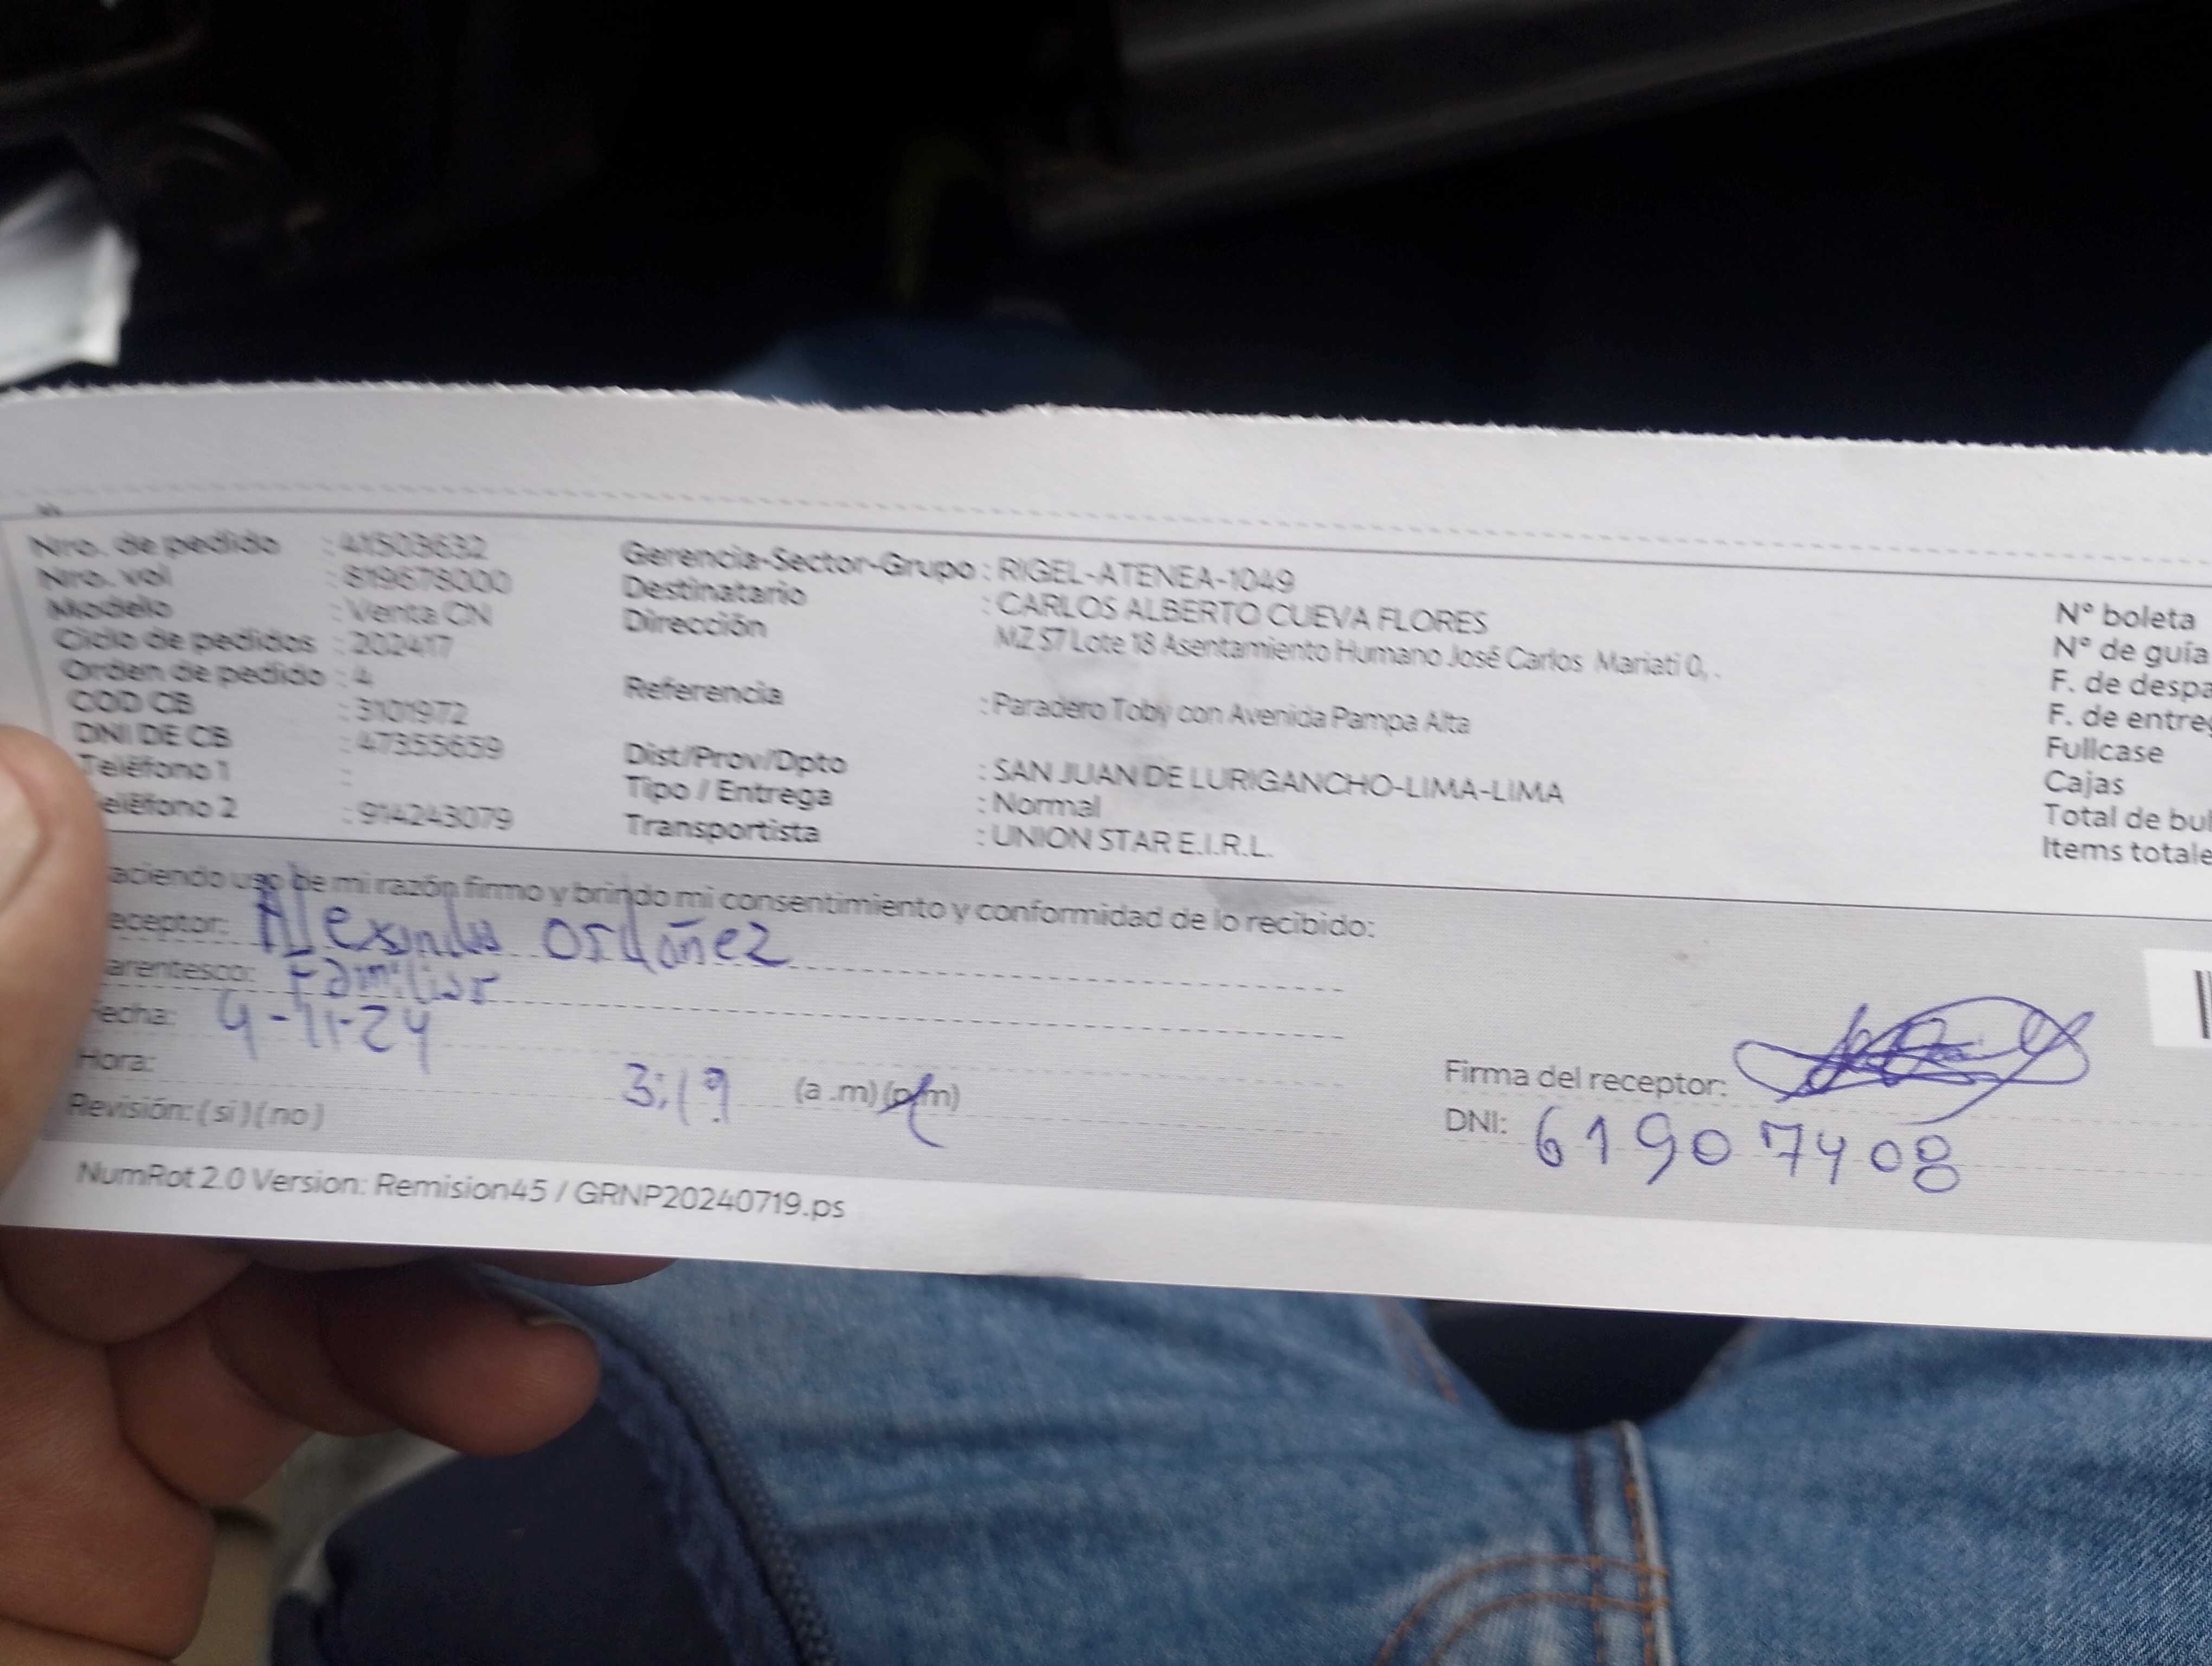 Nro. de pedido : 41503632
Nro. vol : 819678000
Modelo : Venta CN
Ciclo de pedidos : 202417
Orden de pedido : 4
COD CB : 3101972
DNI DE CB : 47355659
Teléfono 1 :
eléfono 2 : 914243079
Gerencia-Sector-Grupo : RIGEL-ATENEA-1049
Destinatario : CARLOS ALBERTO CUEVA FLORES
Dirección MZ S7 Lote 18 Asentamiento Humano José Carlos Mariati 0, .
Referencia : Paradero Toby con Avenida Pampa Alta
Dist/Prov/Dpto : SAN JUAN DE LURIGANCHO-LIMA-LIMA
Tipo / Entrega : Normal
Transportista : UNION STAR E.I.R.L.
N° boleta
N° de guía
F. de despa
F. de entreg
Fullcase
Cajas
Total de bul
Items totale
aciendo uso de mi razón firmo y brindo mi consentimiento y conformidad de lo recibido:
eceptor: Ordóñez
arentesco: Familiar
echa: 4-11-24
Hora: 3:19 (a .m) (p.m)
Revisión: ( si ) ( no )
Firma del receptor:
DNI: 61907408
NumRot 2.0 Version: Remision45 / GRNP20240719.ps